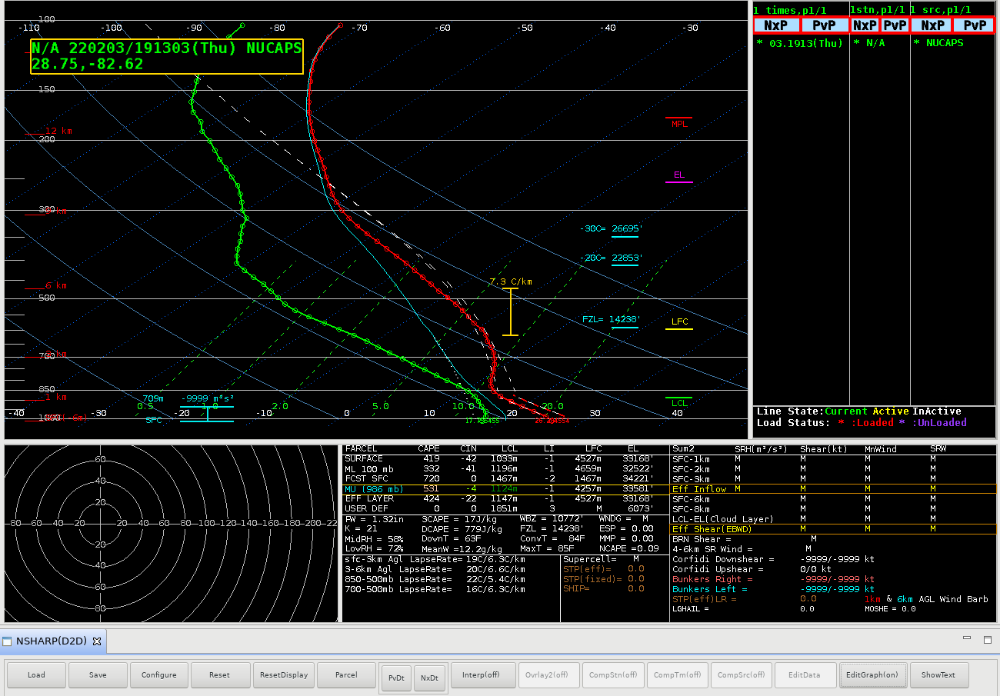 100
-110 -100 -90 -80 -70 -60 -50 -40 -30
N/A 220203/191303(Thu) NUCAPS
28.75,-82.62
150
MPL
12 km
200
EL
300
-30C= 26695'
-20C= 22853'
7.3 C/km
6 km
500
FZL= 14238'
LFC
700
850
1 km
709m -9999 m²s²
LCL
0.5 1.0 2.0 5.0 10.0 20.0
-40 -30 -20 -10 0 10 20 30 40
SFC
1 times,p1/1 1stn,p1/1 1 src,p1/1
NxP PvP NxP PvP NxP PvP
* 03.1913(Thu) * N/A * NUCAPS
Line State:Current Active InActive
Load Status: * :Loaded * :UnLoaded
60
40
20
-80 -60 -40 -20 20 40 60 80 100 120 140 160 180 200 22
-20
-40
-60
-80
PARCEL CAPE CIN LCL LI LFC EL
SURFACE 419 -42 1033m -1 4527m 33168'
ML 100 mb 332 -41 1196m -1 4659m 32522'
FCST SFC 720 0 1467m -2 1467m 34221'
MU (986 mb) 531 -4 1124m -1 4257m 33581'
EFF LAYER 424 -22 1147m -1 4527m 33168'
USER DEF 0 0 1851m 3 M 6073'
PW = 1.32in 3CAPE = 17J/kg WBZ = 10772' WNDG = M
K = 21 DCAPE = 779J/kg FZL = 14238' ESP = 0.00
MidRH = 58% DownT = 63F ConvT = 84F MMP = 0.00
LowRH = 72% MeanW =12.2g/kg MaxT = 85F NCAPE =0.09
sfc-3km Agl LapseRate= 19C/6.3C/km
3-6km Agl LapseRate= 20C/6.6C/km
850-500mb LapseRate= 22C/5.4C/km
700-500mb LapseRate= 16C/6.3C/km
Supercell= M
STP(eff)= 0.0
STP(fixed)= 0.0
SHIP= 0.0
Sum2 SRH(m²/s²) Shear(kt) MnWind SRW
SFC-1km M M M M
SFC-2km M M M M
SFC-3km M M M M
Eff Inflow M M M M
SFC-6km M M M
SFC-8km M M M
LCL-EL(Cloud Layer) M M M
Eff Shear(EBWD) M M M
BRN Shear = M
4-6km SR Wind = M
Corfidi Downshear = -9999/-9999 kt
Corfidi Upshear = 0/0 kt
Bunkers Right = -9999/-9999 kt
Bunkers Left = -9999/-9999 kt
STP(eff)LR = 0.0 1km & 6km AGL Wind Barb
LGHAIL = 0.0 MOSHE = 0.0
NSHARP(D2D)
Load Save Configure Reset ResetDisplay Parcel PvDt NxDt Interp(off) Ovrlay2(off) CompStn(off) CompTm(off) CompSrc(off) EditData EditGraph(on) ShowText